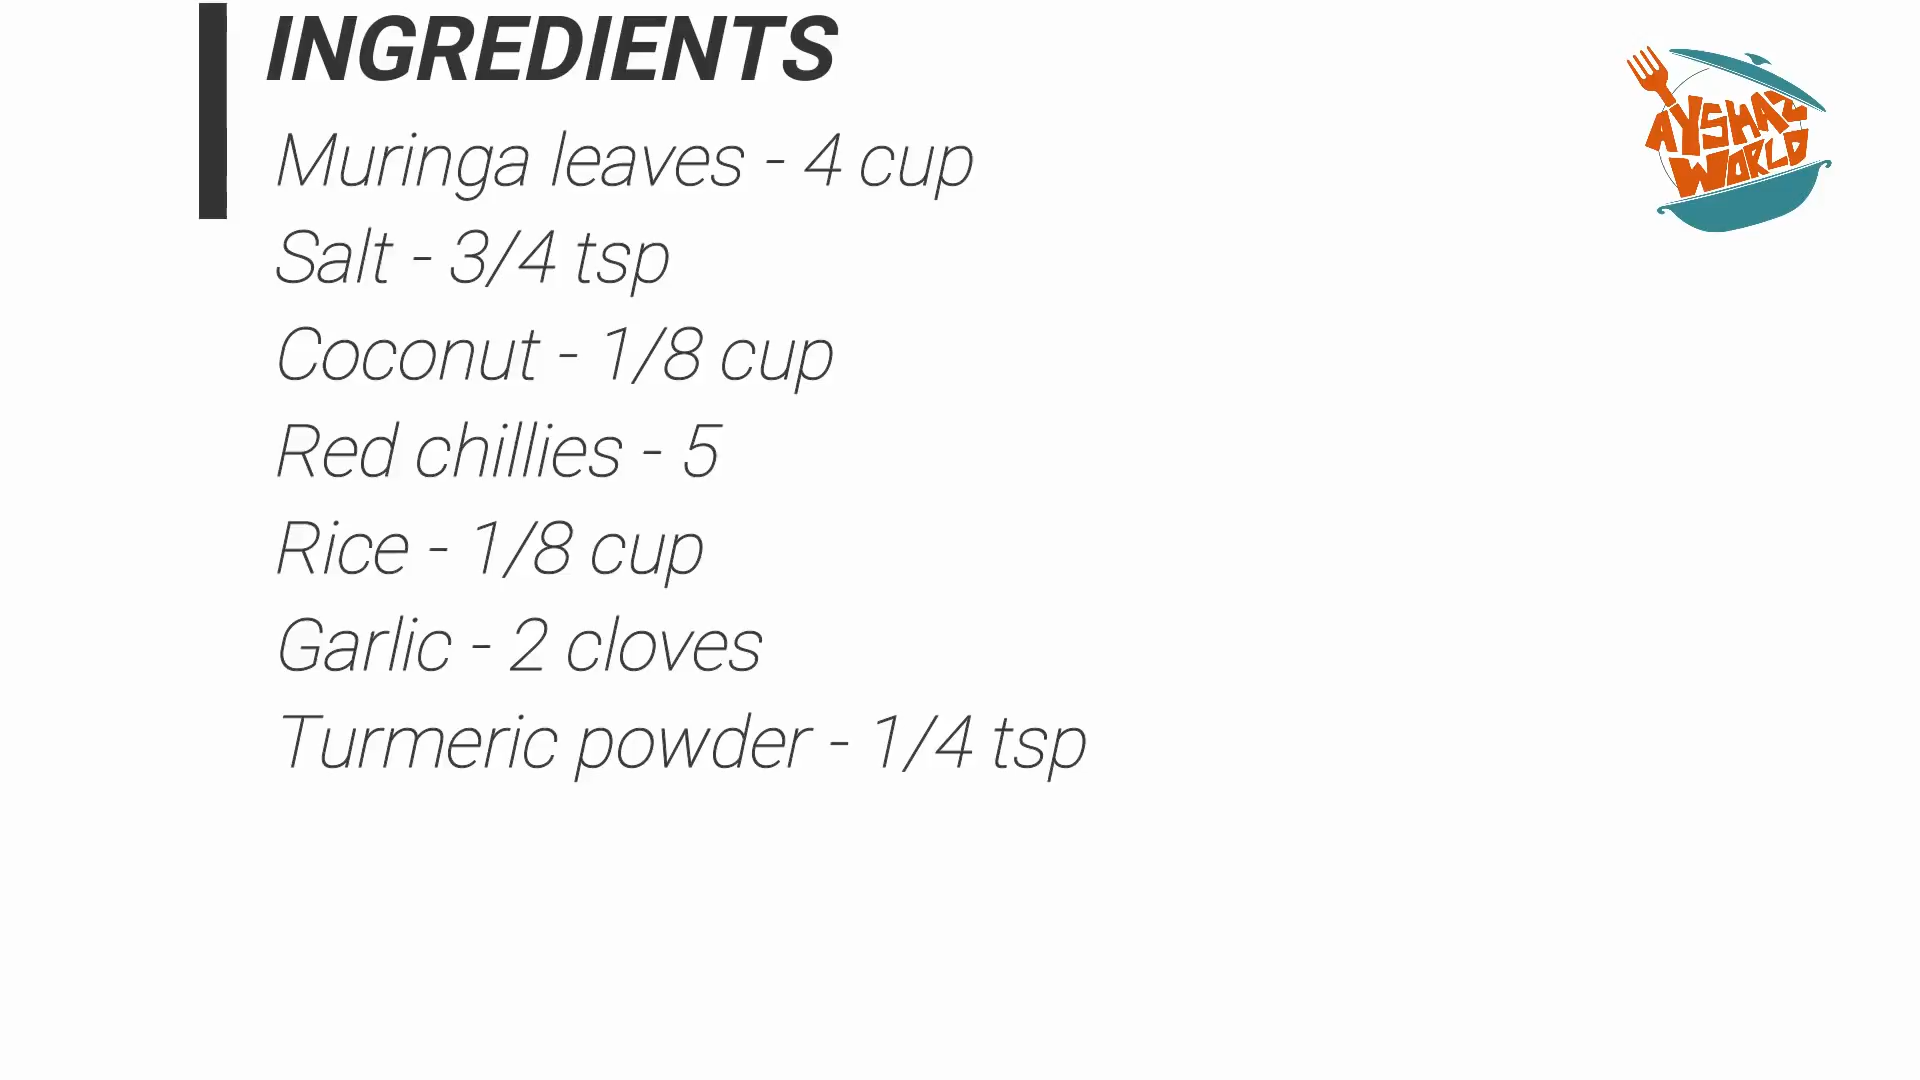 INGREDIENTS
Muringa leaves - 4 cup
Salt - 3/4 tsp
Coconut - 1/8 cup
Red chillies - 5
Rice - 1/8 cup
Garlic - 2 cloves
Turmeric powder - 1/4 tsp
AYSHAZ
WORLD